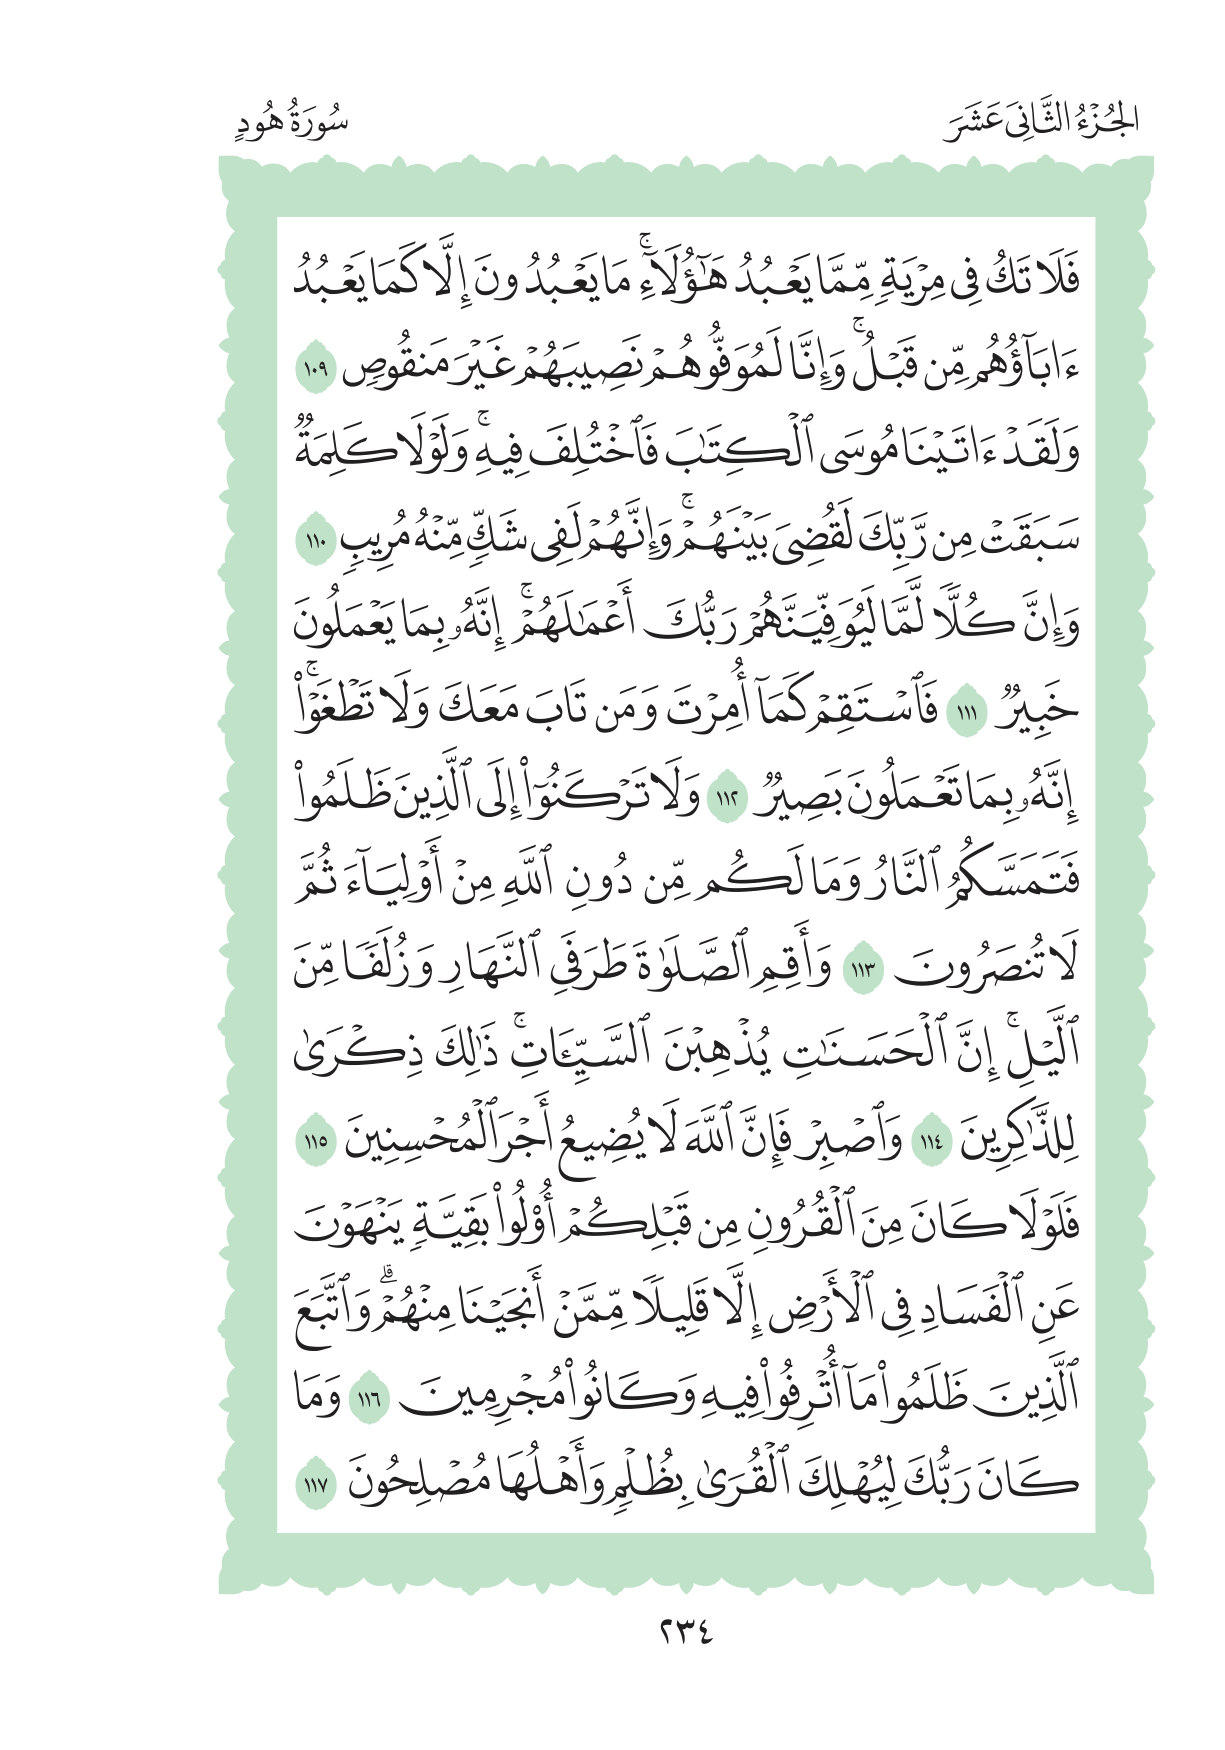 الجُزْءُ الثَّانِيَ عَشَرَ
سُورَةُ هُودٍ
فَلَا تَكُ فِي مِرْيَةٍ مِّمَّا يَعْبُدُ هَٰٓؤُلَآءِۚ مَا يَعْبُدُونَ إِلَّا كَمَا يَعْبُدُ
ءَابَآؤُهُم مِّن قَبْلُۚ وَإِنَّا لَمُوَفُّوهُمْ نَصِيبَهُمْ غَيْرَ مَنقُوصٍ ١٠٩
وَلَقَدْ ءَاتَيْنَا مُوسَى ٱلْكِتَٰبَ فَٱخْتُلِفَ فِيهِۚ وَلَوْلَا كَلِمَةٌ
سَبَقَتْ مِن رَّبِّكَ لَقُضِيَ بَيْنَهُمْۚ وَإِنَّهُمْ لَفِي شَكٍّ مِّنْهُ مُرِيبٍ ١١٠
وَإِنَّ كُلًّا لَّمَّا لَيُوَفِّيَنَّهُمْ رَبُّكَ أَعْمَٰلَهُمْۚ إِنَّهُۥ بِمَا يَعْمَلُونَ
خَبِيرٌ ١١١ فَٱسْتَقِمْ كَمَآ أُمِرْتَ وَمَن تَابَ مَعَكَ وَلَا تَطْغَوْا۟ۚ
إِنَّهُۥ بِمَا تَعْمَلُونَ بَصِيرٌ ١١٢ وَلَا تَرْكَنُوٓا۟ إِلَى ٱلَّذِينَ ظَلَمُوا۟
فَتَمَسَّكُمُ ٱلنَّارُ وَمَا لَكُم مِّن دُونِ ٱللَّهِ مِنْ أَوْلِيَآءَ ثُمَّ
لَا تُنصَرُونَ ١١٣ وَأَقِمِ ٱلصَّلَوٰةَ طَرَفَيِ ٱلنَّهَارِ وَزُلَفًا مِّنَ
ٱلَّيْلِۚ إِنَّ ٱلْحَسَنَٰتِ يُذْهِبْنَ ٱلسَّيِّـَٔاتِۚ ذَٰلِكَ ذِكْرَىٰ
لِلذَّٰكِرِينَ ١١٤ وَٱصْبِرْ فَإِنَّ ٱللَّهَ لَا يُضِيعُ أَجْرَ ٱلْمُحْسِنِينَ ١١٥
فَلَوْلَا كَانَ مِنَ ٱلْقُرُونِ مِن قَبْلِكُمْ أُو۟لُوا۟ بَقِيَّةٍ يَنْهَوْنَ
عَنِ ٱلْفَسَادِ فِي ٱلْأَرْضِ إِلَّا قَلِيلًا مِّمَّنْ أَنجَيْنَا مِنْهُمْۗ وَٱتَّبَعَ
ٱلَّذِينَ ظَلَمُوا۟ مَآ أُتْرِفُوا۟ فِيهِ وَكَانُوا۟ مُجْرِمِينَ ١١٦ وَمَا
كَانَ رَبُّكَ لِيُهْلِكَ ٱلْقُرَىٰ بِظُلْمٍ وَأَهْلُهَا مُصْلِحُونَ ١١٧
٢٣٤